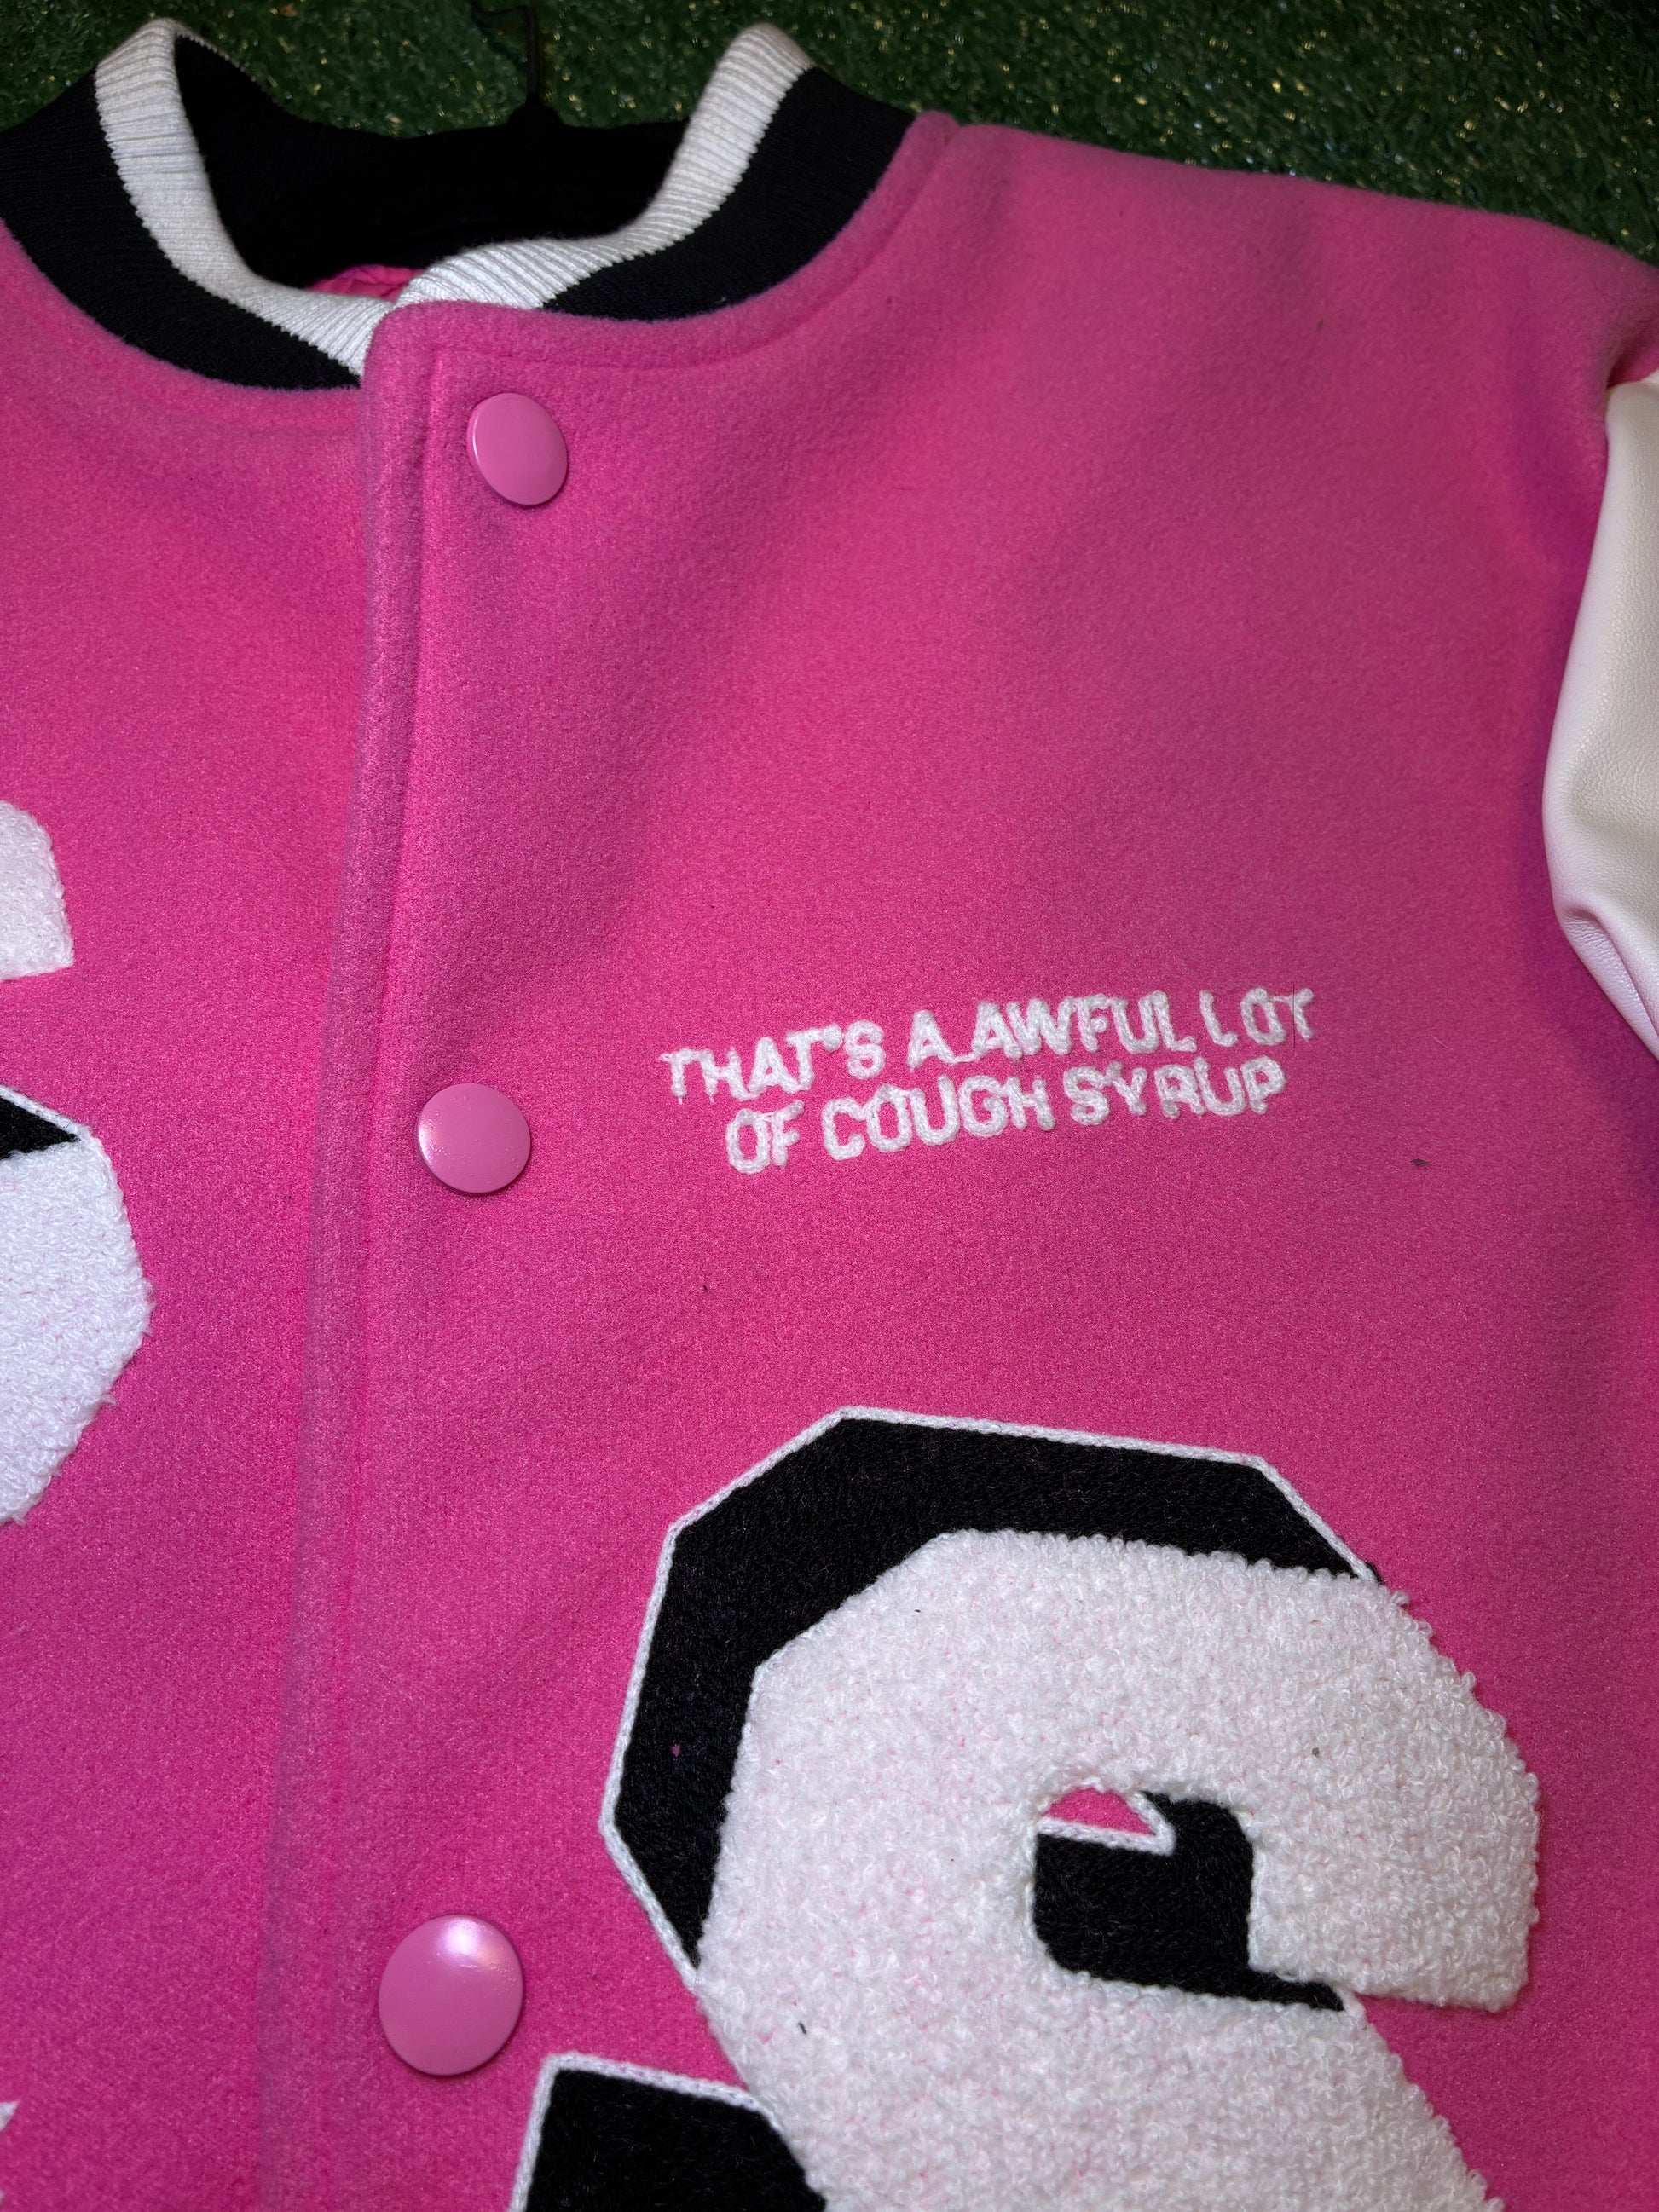 THAT'S A AWFUL LOT
OF COUGH SYRUP
S